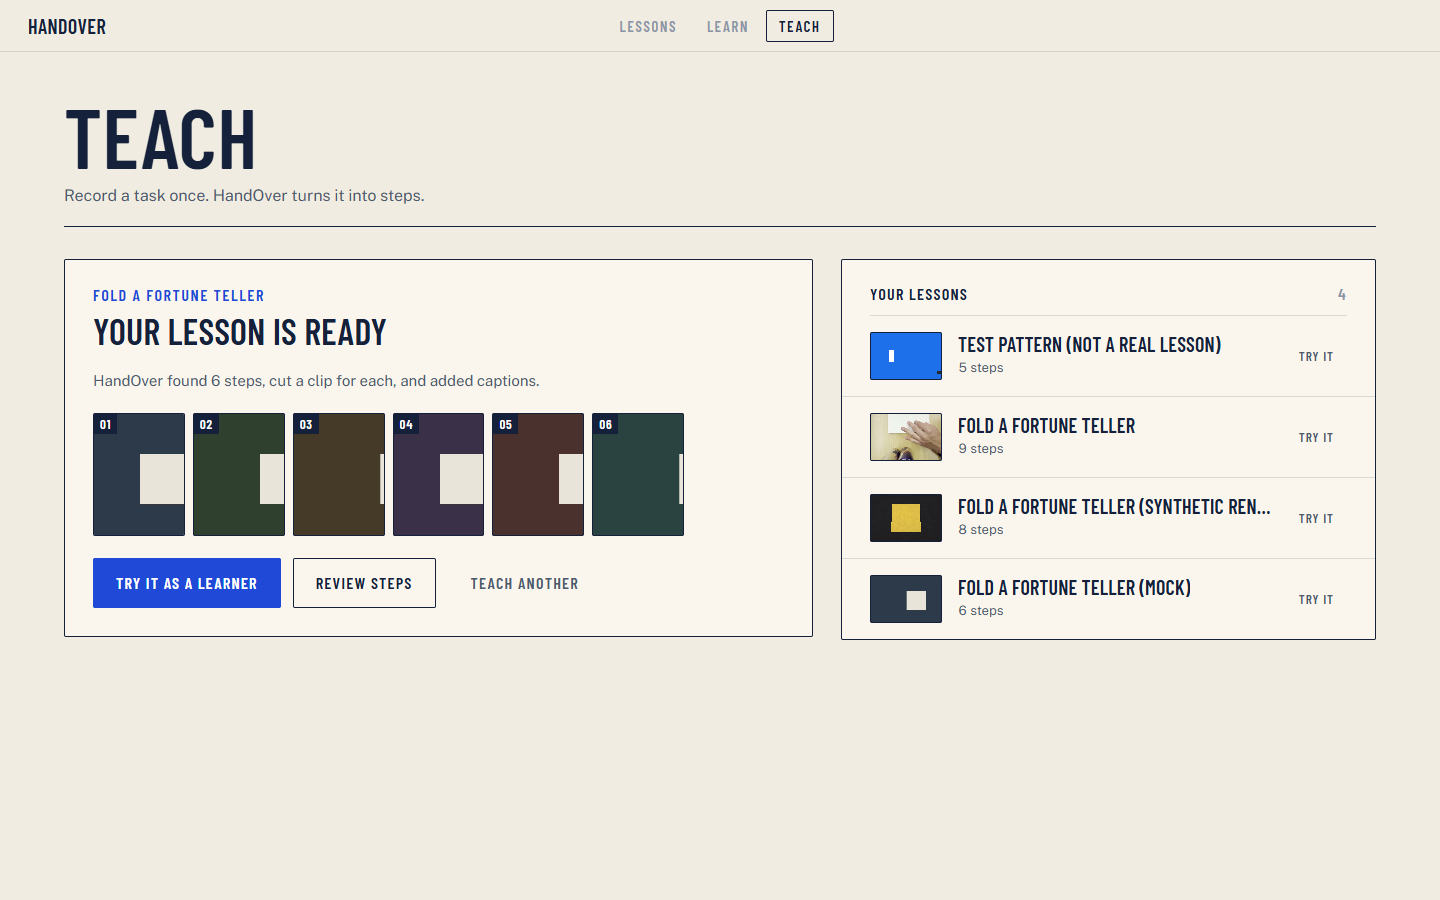 HANDOVER
LESSONS
LEARN
TEACH
TEACH
Record a task once. HandOver turns it into steps.
FOLD A FORTUNE TELLER
YOUR LESSON IS READY
HandOver found 6 steps, cut a clip for each, and added captions.
01
02
03
04
05
06
TRY IT AS A LEARNER
REVIEW STEPS
TEACH ANOTHER
YOUR LESSONS
4
TEST PATTERN (NOT A REAL LESSON)
5 steps
TRY IT
FOLD A FORTUNE TELLER
9 steps
TRY IT
FOLD A FORTUNE TELLER (SYNTHETIC REN...
8 steps
TRY IT
FOLD A FORTUNE TELLER (MOCK)
6 steps
TRY IT